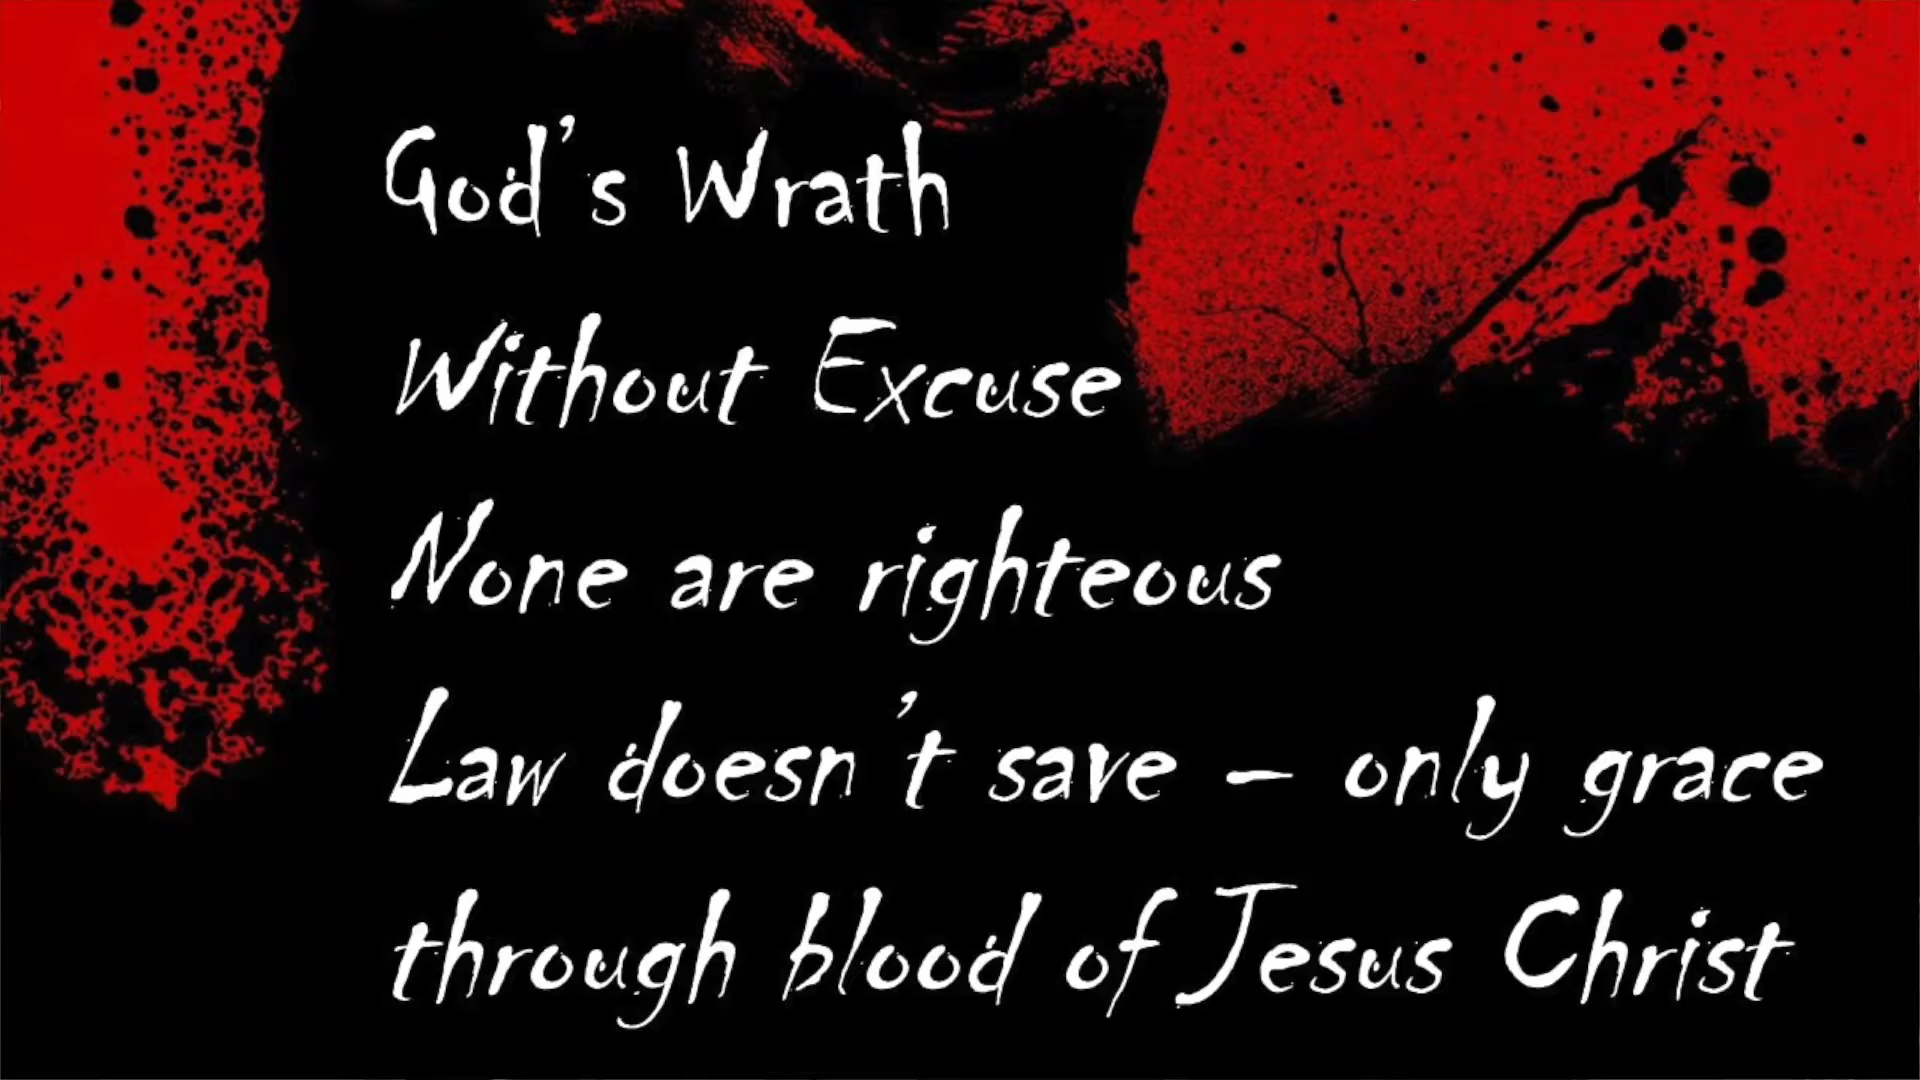 God's Wrath
Without Excuse
None are righteous
Law doesn't save – only grace
through blood of Jesus Christ